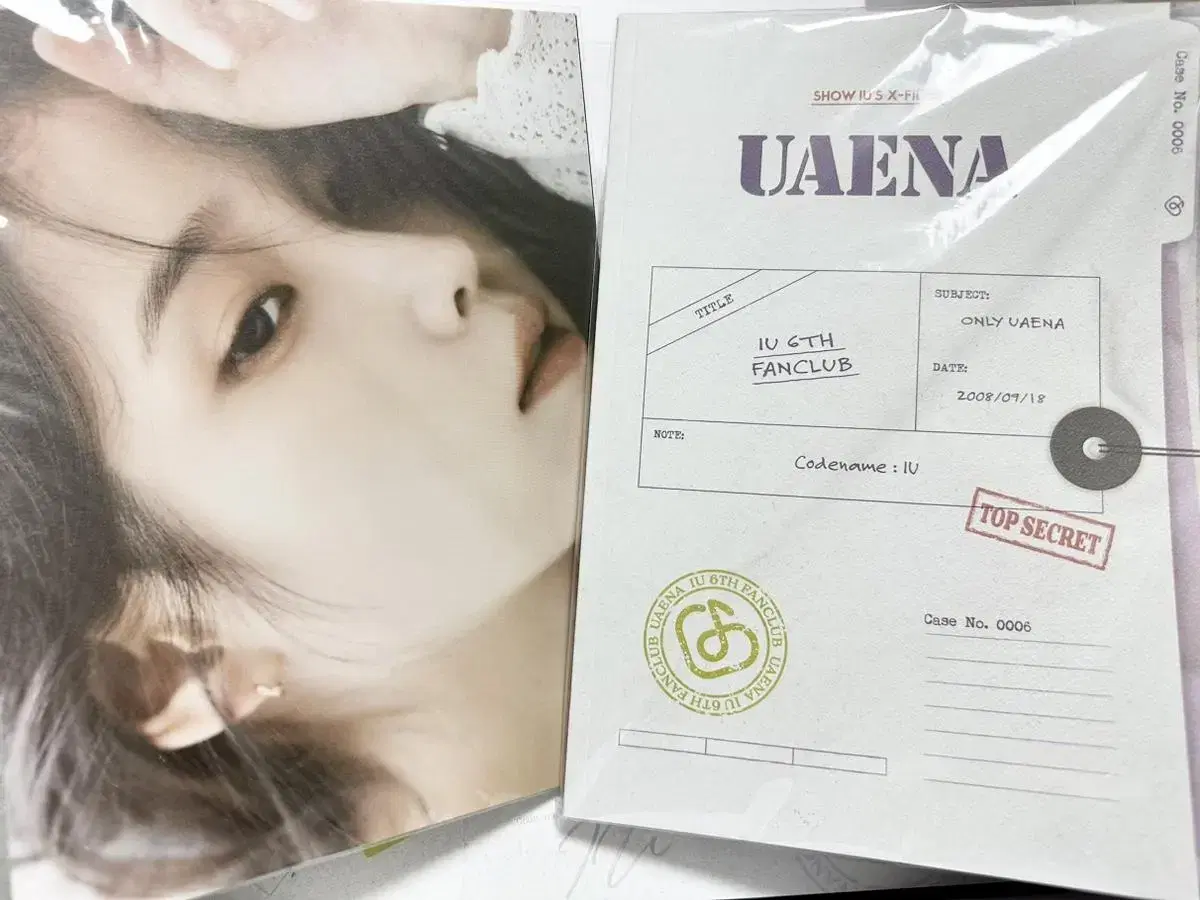 SHOW IU'S X-FI
UAENA
TITLE
IU 6TH
FANCLUB
SUBJECT:
ONLY UAENA
DATE:
2008/09/18
NOTE:
Codename : IU
TOP SECRET
UAENA IU 6TH FANCLUB UAENA IU 6TH FANCLUB
Case No. 0006
Case No. 0006